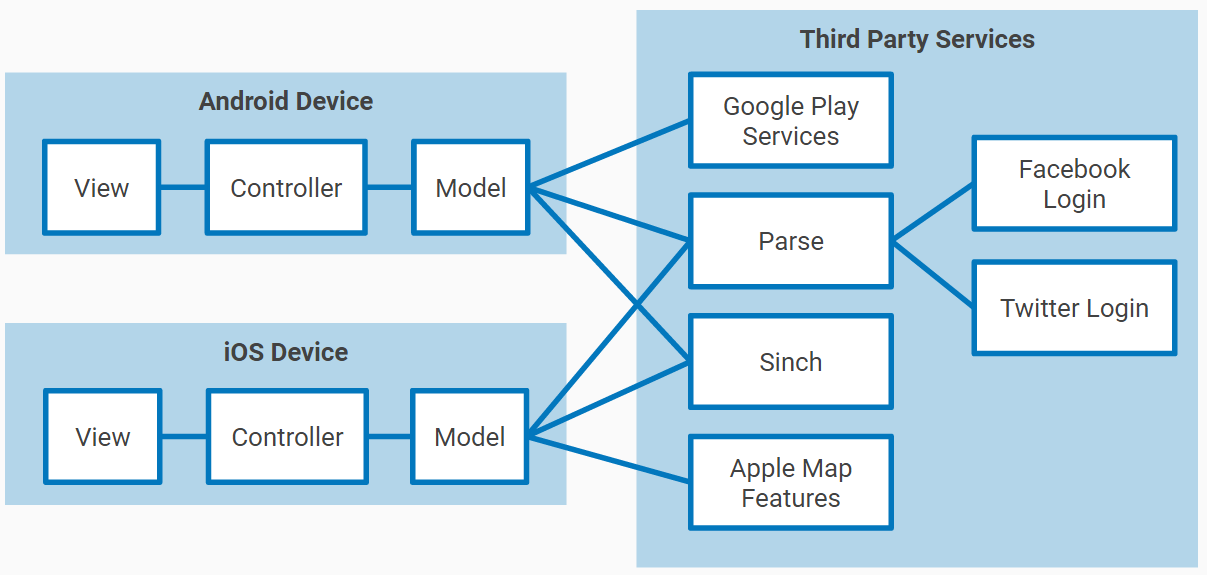 Third Party Services
Android Device
View
Controller
Model
iOS Device
View
Controller
Model
Google Play
Services
Parse
Sinch
Apple Map
Features
Facebook
Login
Twitter Login